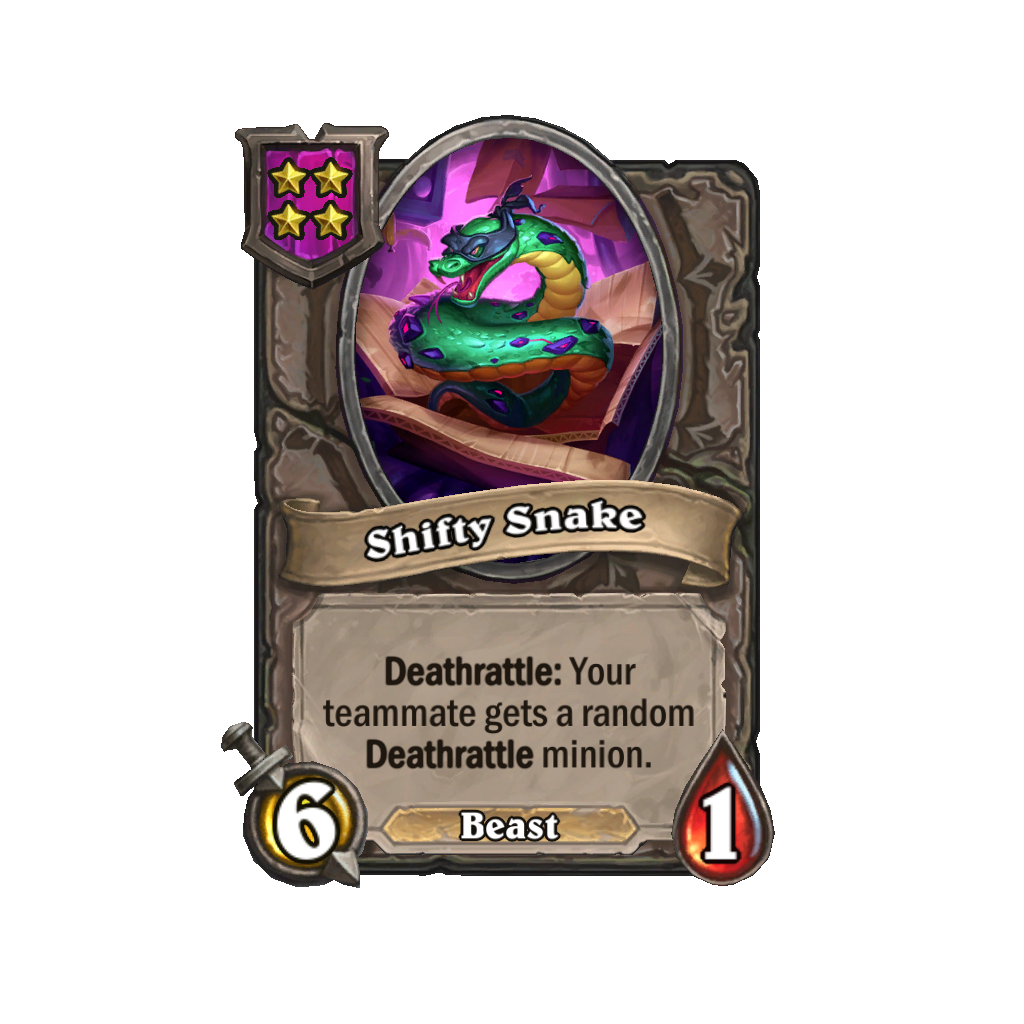 Shifty Snake
Deathrattle: Your
teammate gets a random
Deathrattle minion.
6
Beast
1